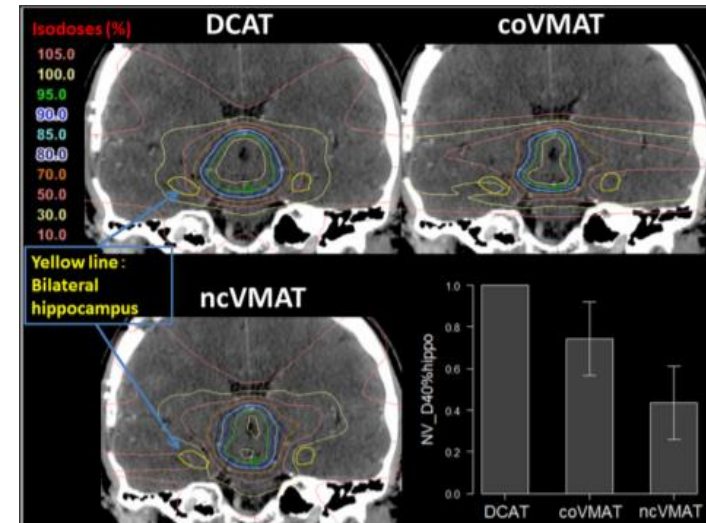 Isodoses (%)
DCAT
coVMAT
105.0
100.0
95.0
90.0
85.0
80.0
70.0
50.0
30.0
10.0
Yellow line :
Bilateral
hippocampus
ncVMAT
NV_D40%hippo
1.0
0.8
0.6
0.4
0.2
0.0
DCAT coVMAT ncVMAT